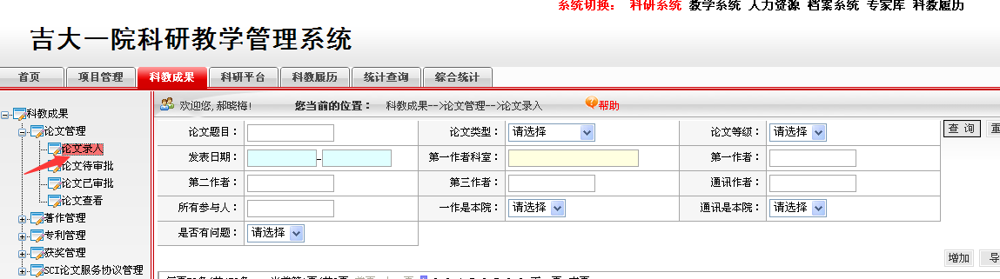 系统切换： 科研系统 教学系统 人力资源 档案系统 专家库 科教履历
吉大一院科研教学管理系统
首页 项目管理 科教成果 科研平台 科教履历 统计查询 综合统计
欢迎您,郝晓梅! 您当前的位置： 科教成果-->论文管理-->论文录入 帮助
科教成果
论文管理
论文录入
论文待审批
论文已审批
论文查看
著作管理
专利管理
获奖管理
SCI论文服务协议管理
论文题目： 论文类型： 请选择 论文等级： 请选择 查 询
发表日期： – 第一作者科室： 第一作者：
第二作者： 第三作者： 通讯作者：
所有参与人： 一作是本院： 请选择 通讯是本院： 请选择
是否有问题： 请选择
增加 导